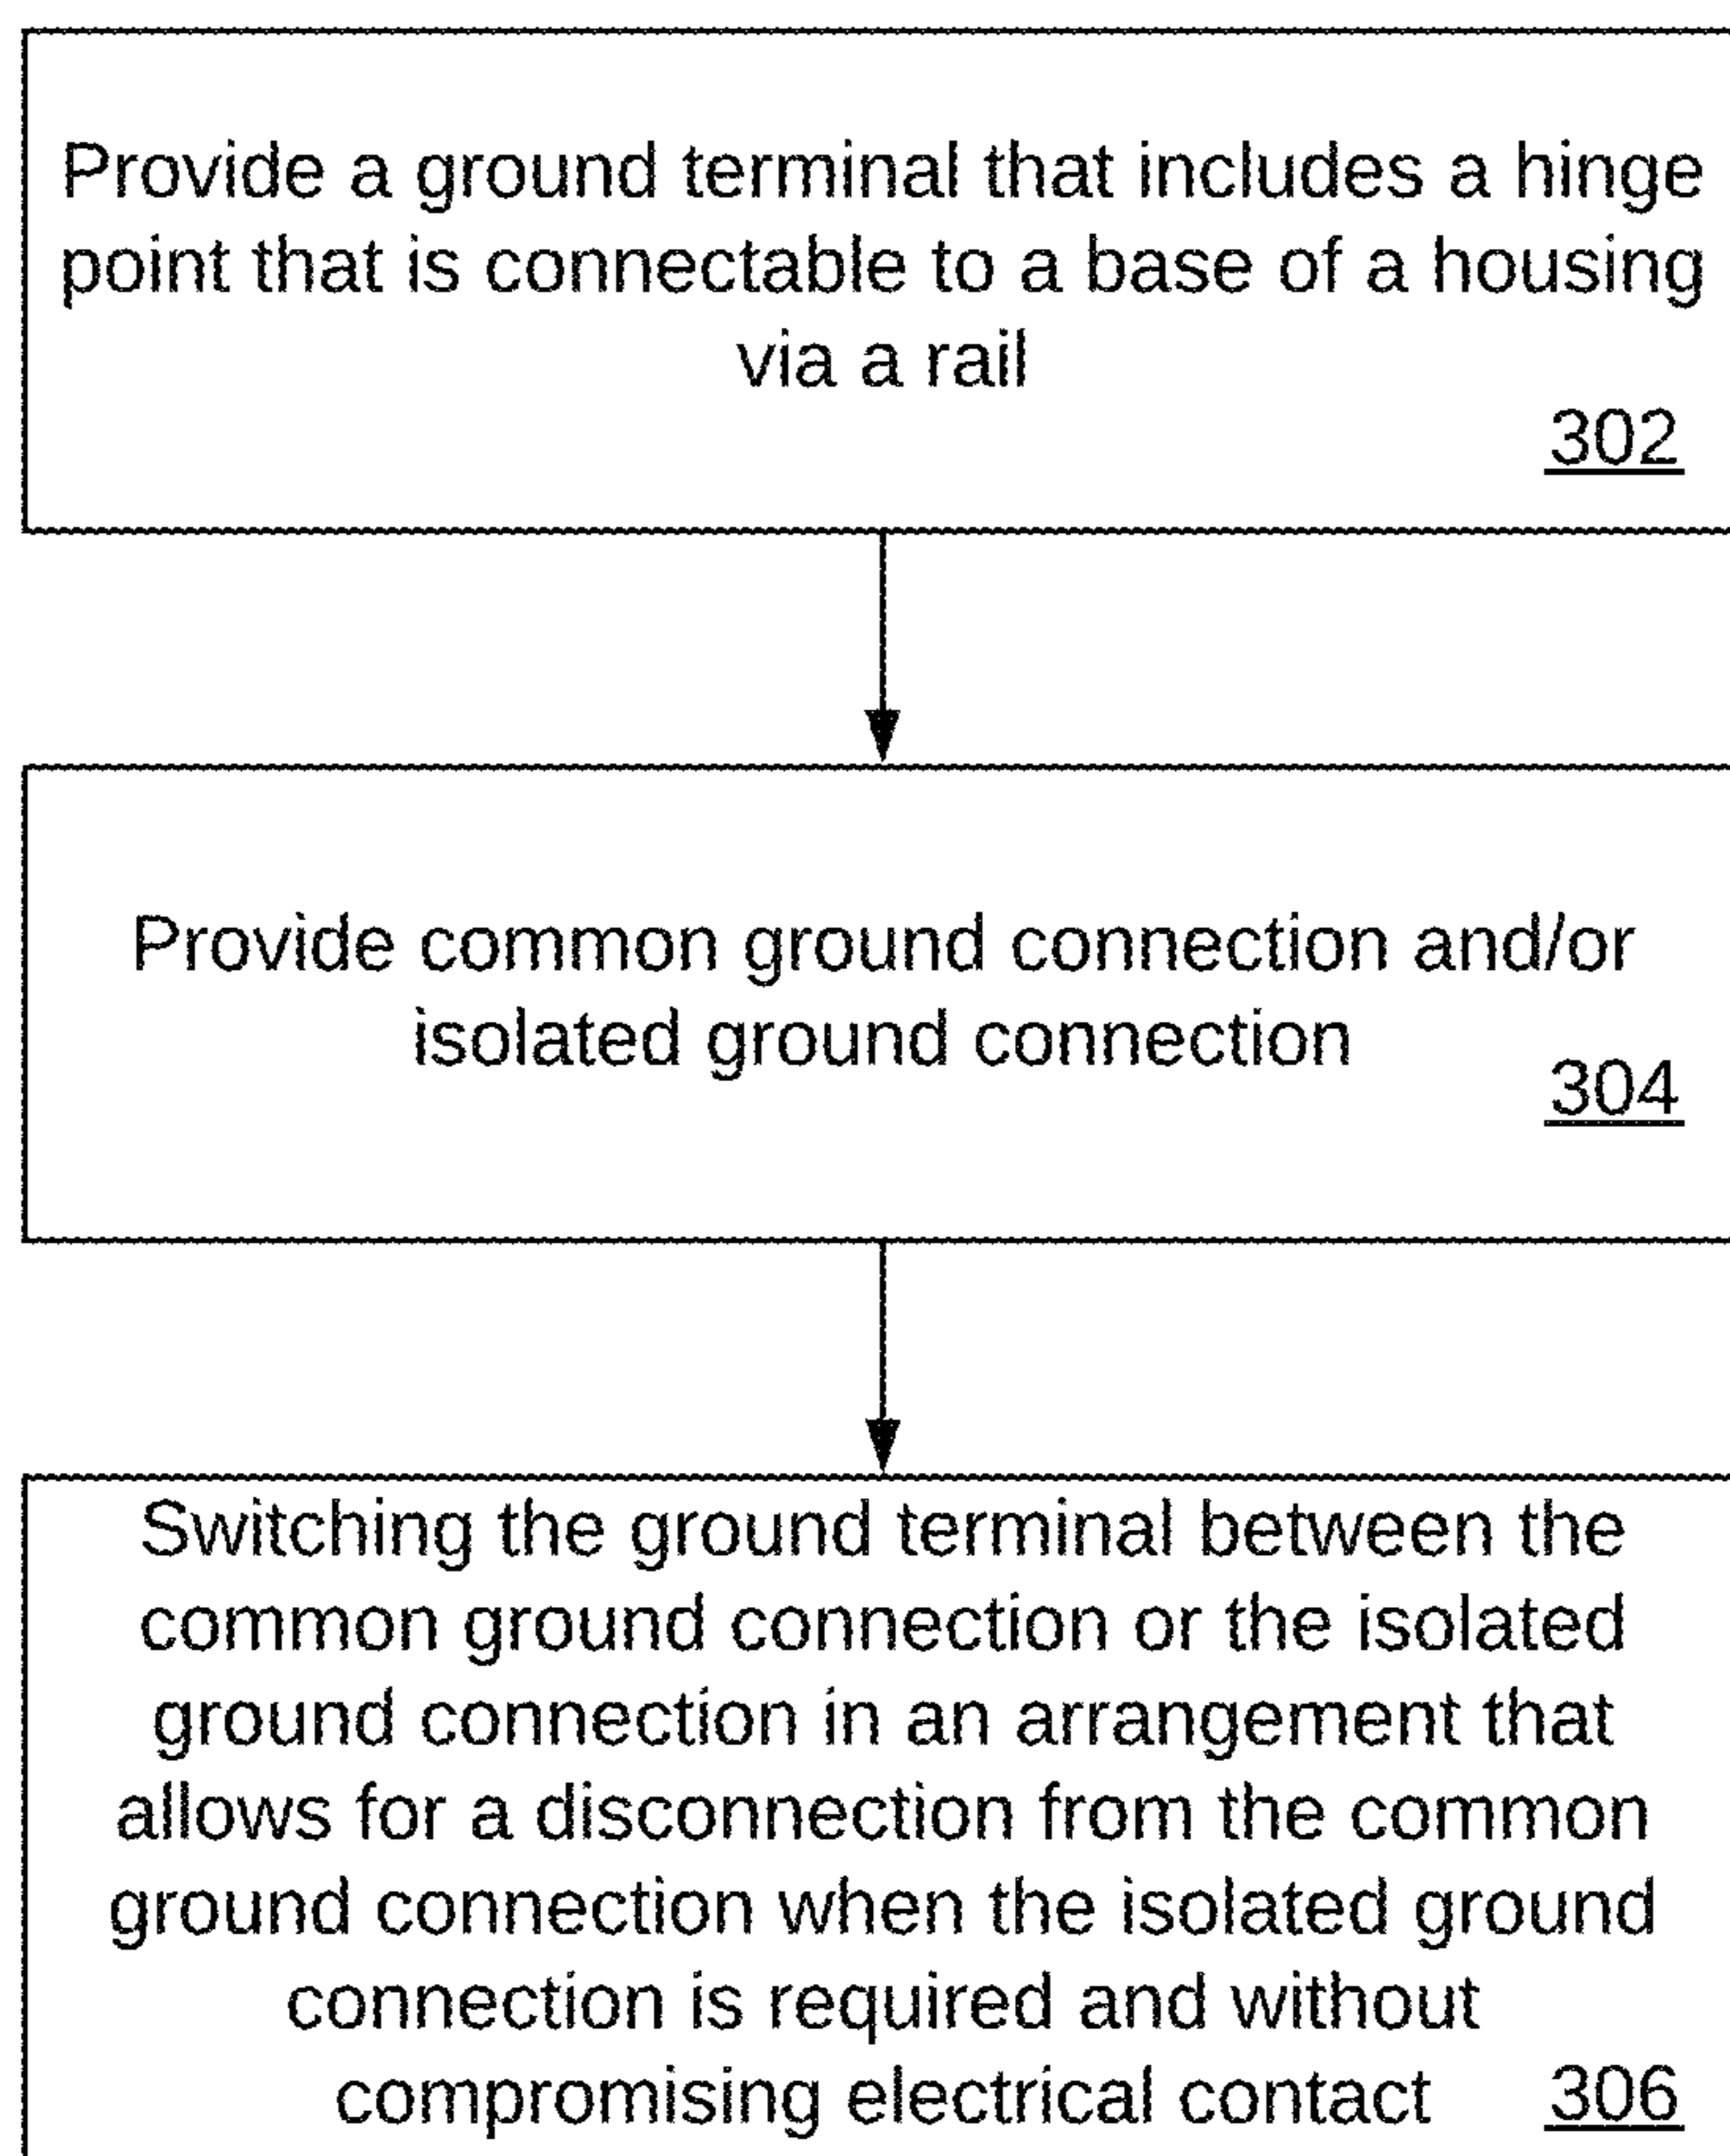 Provide a ground terminal that includes a hinge
point that is connectable to a base of a housing
via a rail
302
Provide common ground connection and/or
isolated ground connection
304
Switching the ground terminal between the
common ground connection or the isolated
ground connection in an arrangement that
allows for a disconnection from the common
ground connection when the isolated ground
connection is required and without
compromising electrical contact
306